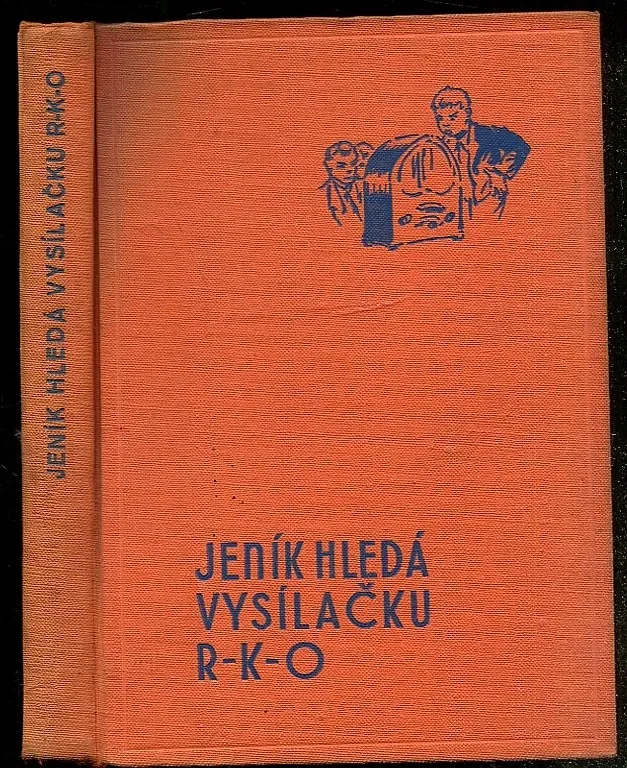 JENÍK HLEDÁ VYSÍLAČKU R-K-O
JENÍK HLEDÁ
VYSÍLAČKU
R-K-O